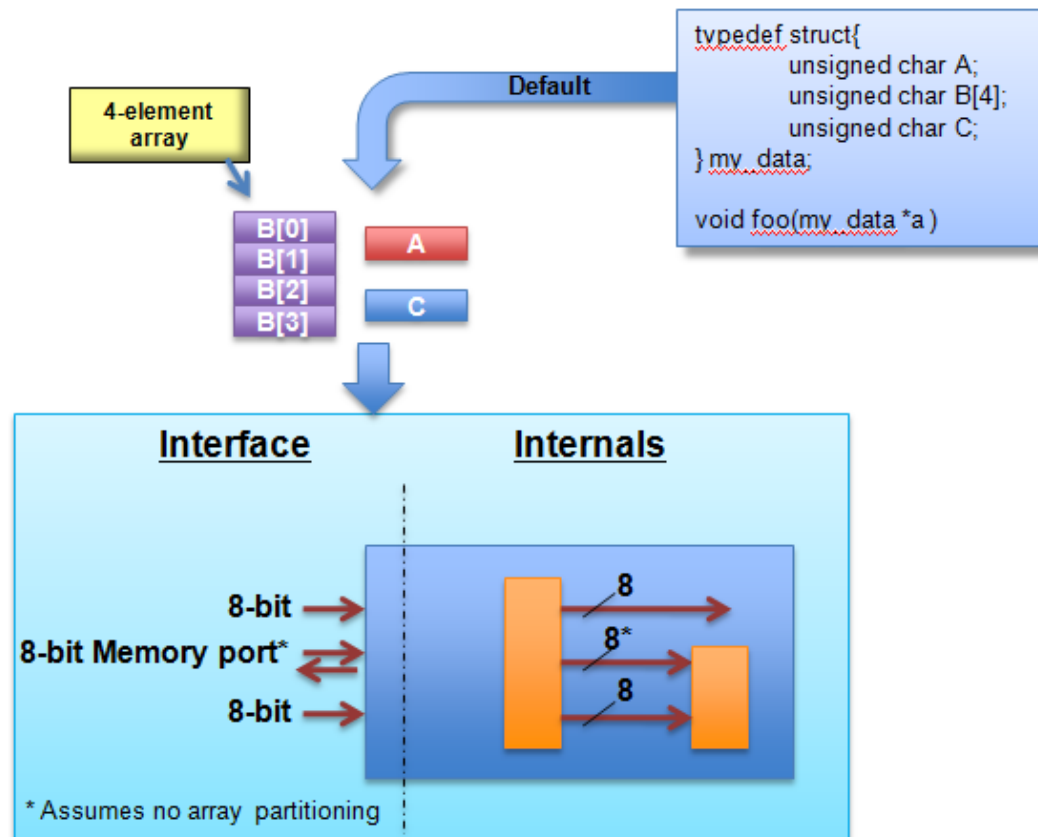 typedef struct{
unsigned char A;
unsigned char B[4];
unsigned char C;
} my_data;
void foo(my_data *a )
Default
4-element
array
B[0]
B[1]
B[2]
B[3]
A
C
Interface
Internals
8-bit
8-bit Memory port*
8-bit
8
8*
8
* Assumes no array partitioning